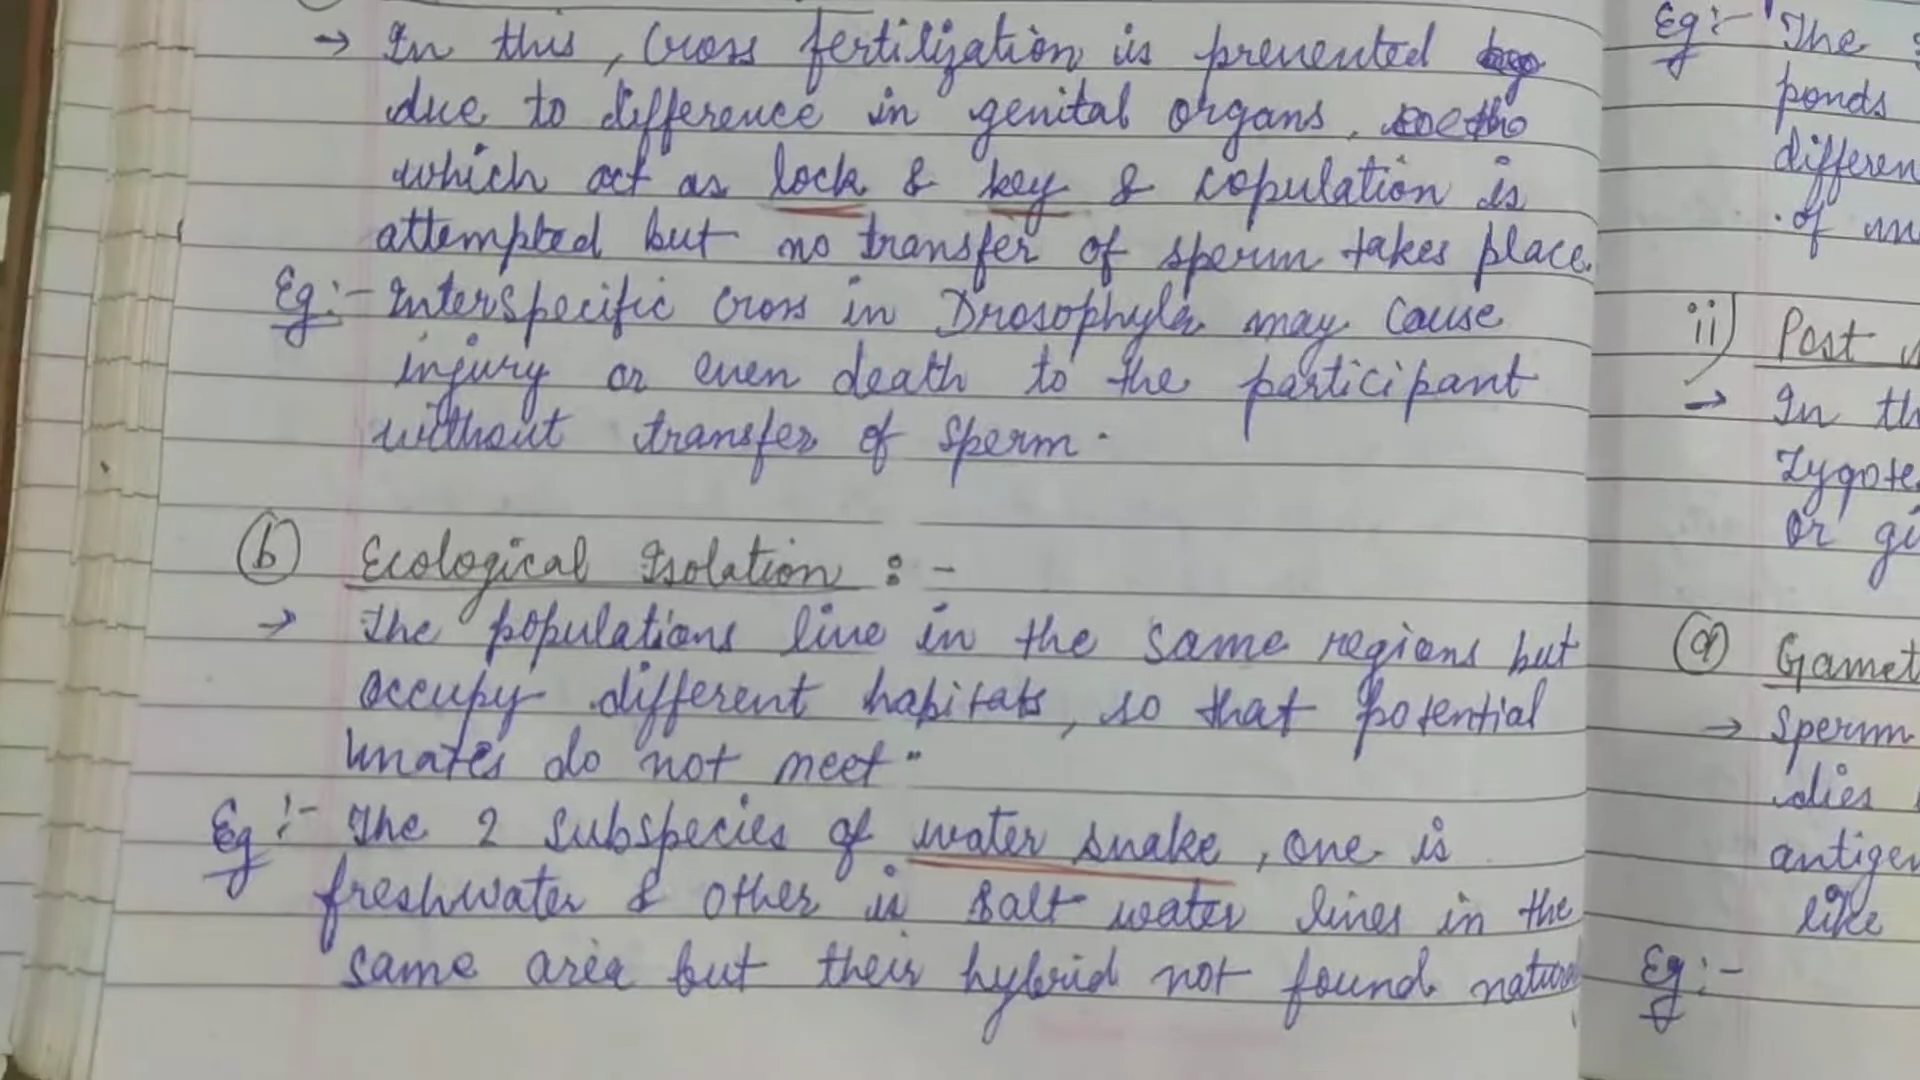 → In this, Cross fertilization is prevented
due to difference in genital organs,
which act as lock & key & copulation is
attempted but no transfer of sperm takes place.
Eg:- Interspecific cross in Drosophyla may cause
injury or even death to the participant
without transfer of sperm.
(b) Ecological Isolation :-
→ The populations live in the same regions but
occupy different habitats, so that potential
mates do not meet.
Eg:- The 2 subspecies of water snake, one is
freshwater & other is salt water lives in the
same area but their hybrid not found
Eg:- The
ponds
differen
of
ii) Post
→ In th
Zygote
or gi
(a) Gamet
→ Sperm
dies
antigen
like
Eg:-